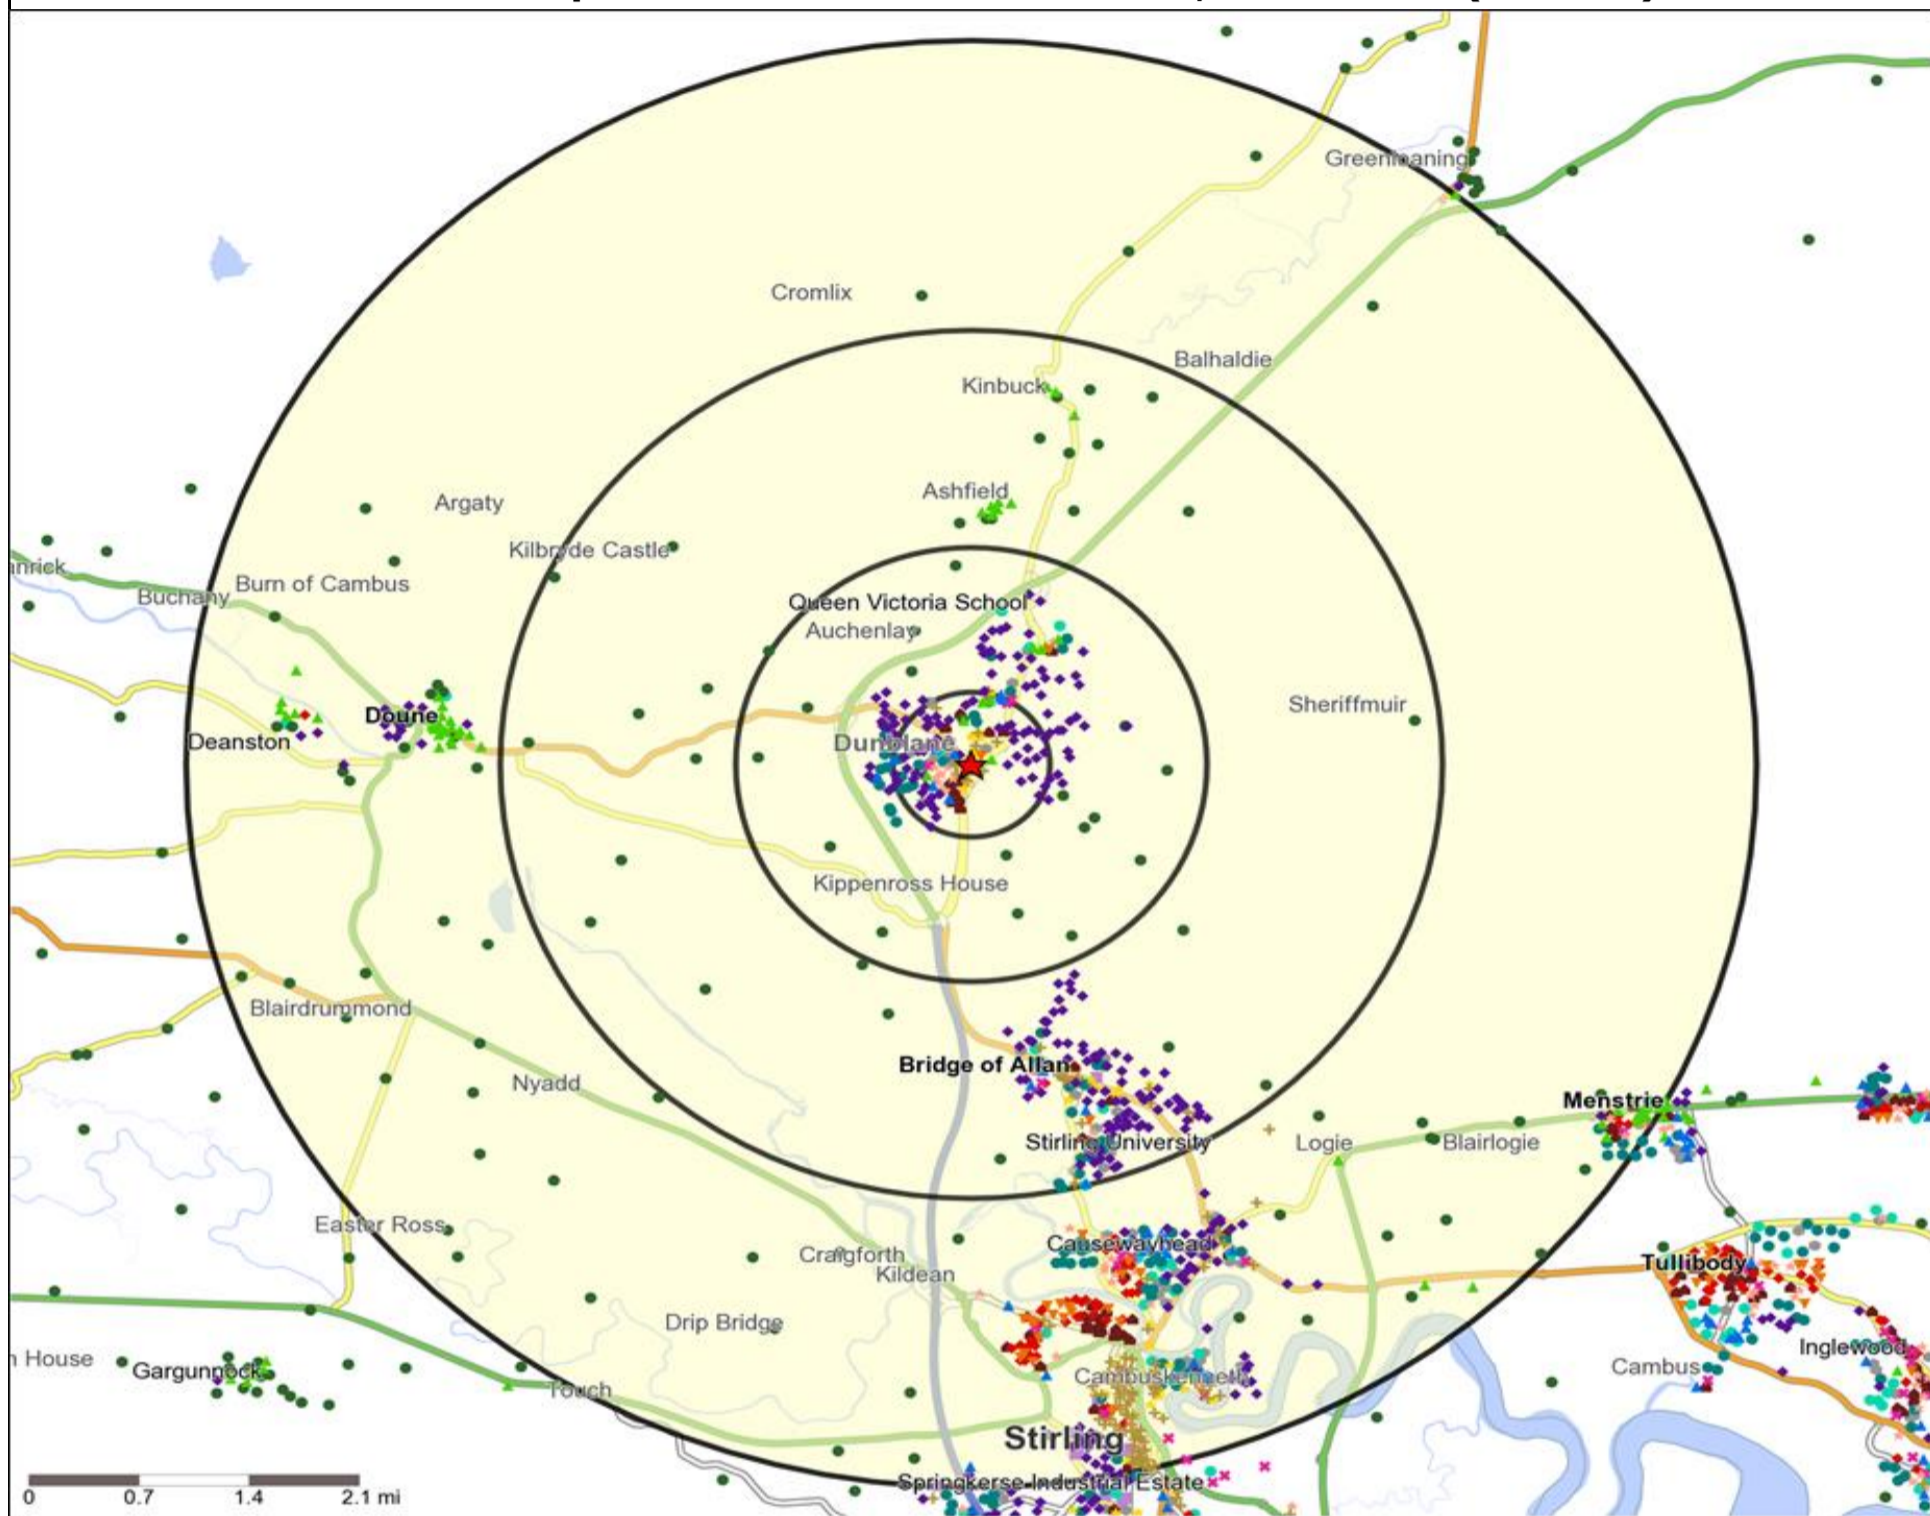 Greenloaning
Cromlix
Balhaldie
Kinbuck
Argaty
Ashfield
Kilbryde Castle
Burn of Cambus
Buchany
Queen Victoria School
Auchenlay
Sheriffmuir
Doune
Deanston
Dunblane
Kippenross House
Blairdrummond
Bridge of Allan
Nyadd
Menstrie
Stirling University
Logie
Blairlogie
Easter Ross
Causewayhead
Craigforth
Kildean
Tullibody
Drip Bridge
Inglewood
House
Gargunnock
Touch
Cambuskenneth
Cambus
Stirling
Springkerse Industrial Estate
0 0.7 1.4 2.1 mi